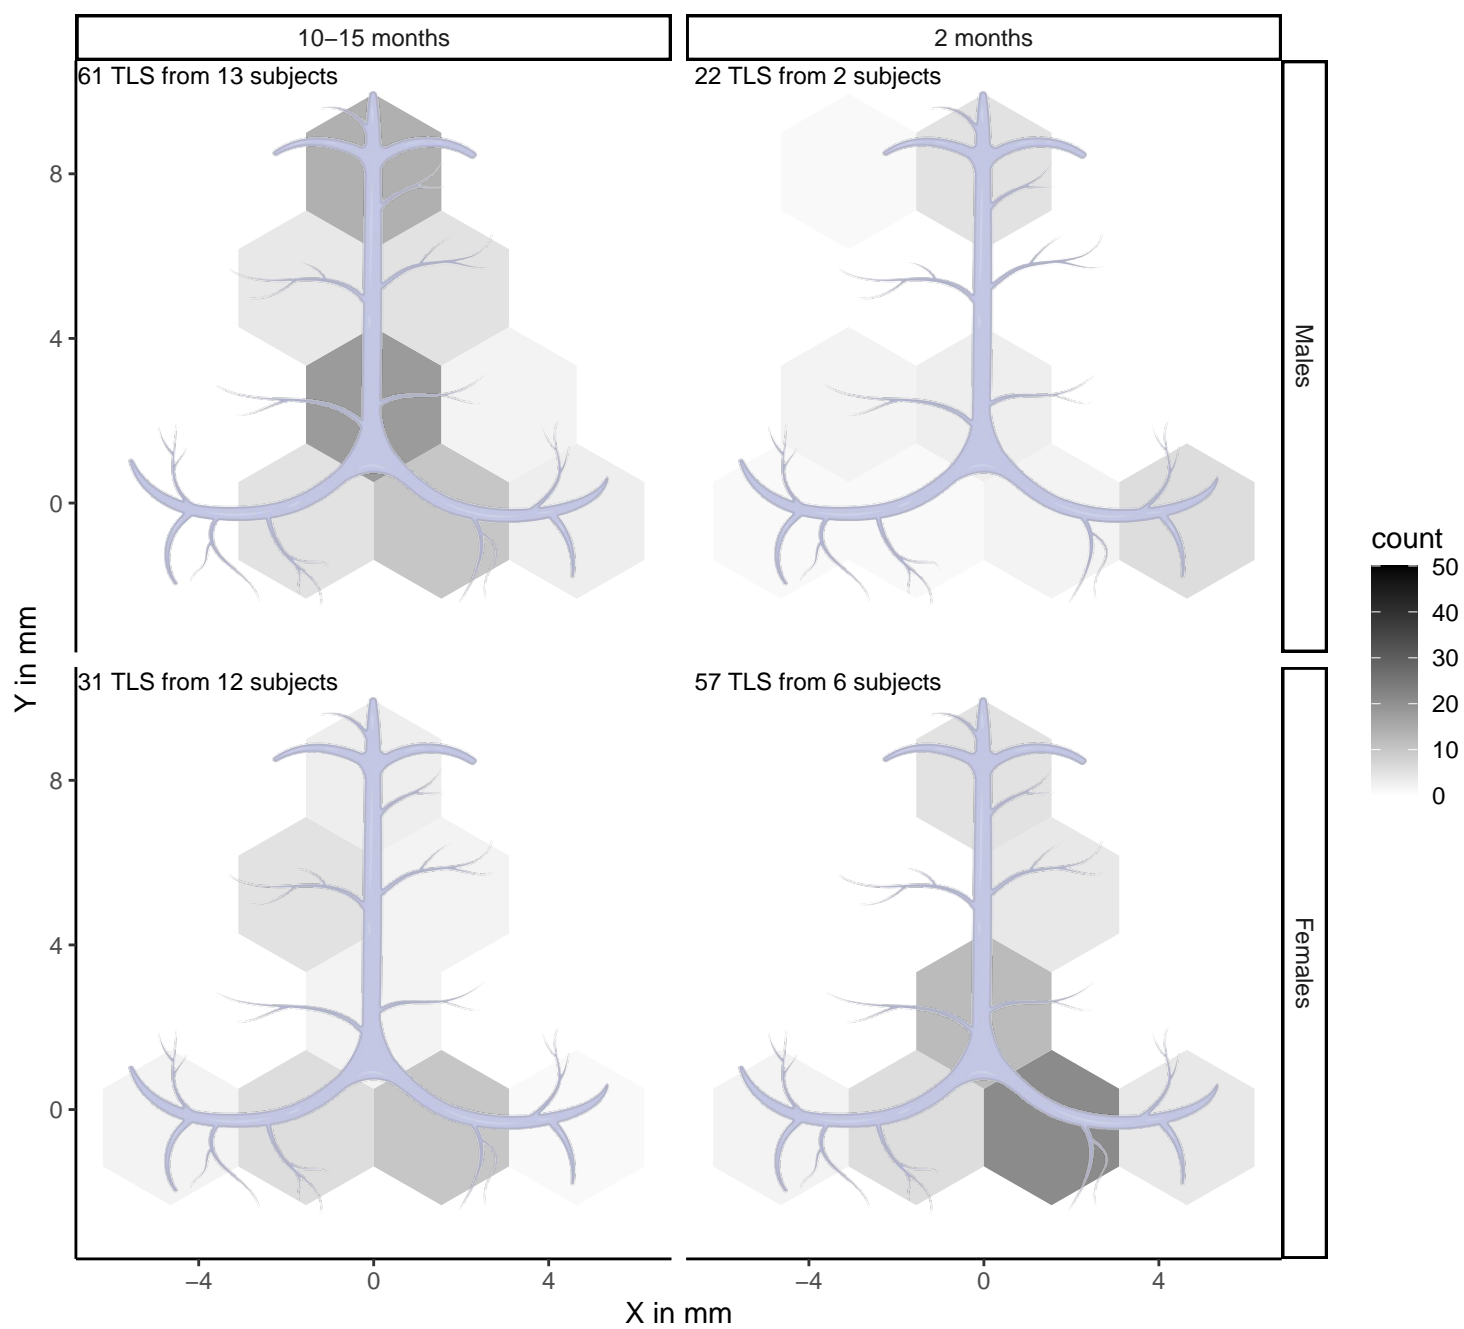 10–15 months
2 months
61 TLS from 13 subjects
22 TLS from 2 subjects
Males
31 TLS from 12 subjects
57 TLS from 6 subjects
Females
8
4
0
8
4
0
Y in mm
−4
0
4
−4
0
4
X in mm
count
50
40
30
20
10
0